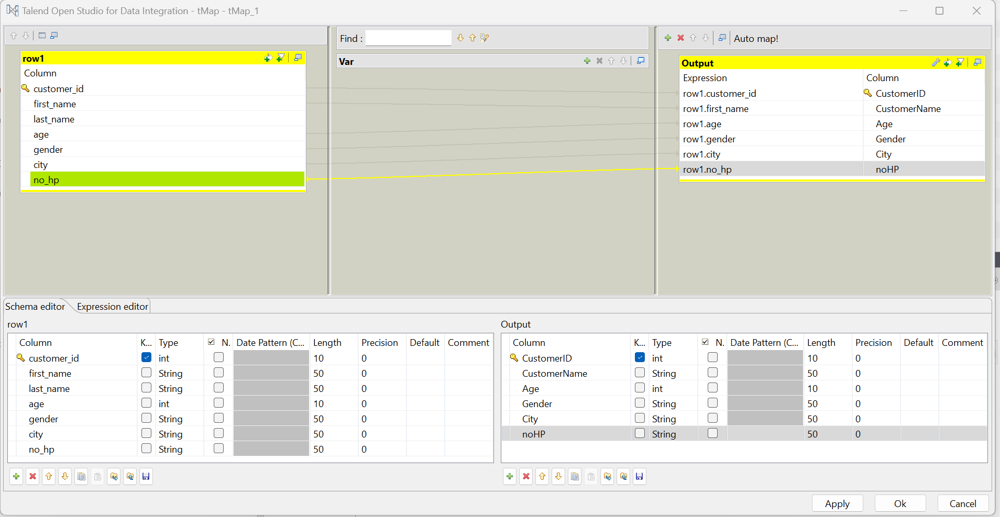 Talend Open Studio for Data Integration - tMap - tMap_1
Find :
Auto map!
row1
Column
customer_id
first_name
last_name
age
gender
city
no_hp
Var
Output
Expression Column
row1.customer_id CustomerID
row1.first_name CustomerName
row1.age Age
row1.gender Gender
row1.city City
row1.no_hp noHP
Schema editor Expression editor
row1
Column K... Type N. Date Pattern (C... Length Precision Default Comment
customer_id int 10 0
first_name String 50 0
last_name String 50 0
age int 10 0
gender String 50 0
city String 50 0
no_hp String 50 0
Output
Column K... Type N. Date Pattern (C... Length Precision Default Comment
CustomerID int 10 0
CustomerName String 50 0
Age int 10 0
Gender String 50 0
City String 50 0
noHP String 50 0
Apply Ok Cancel